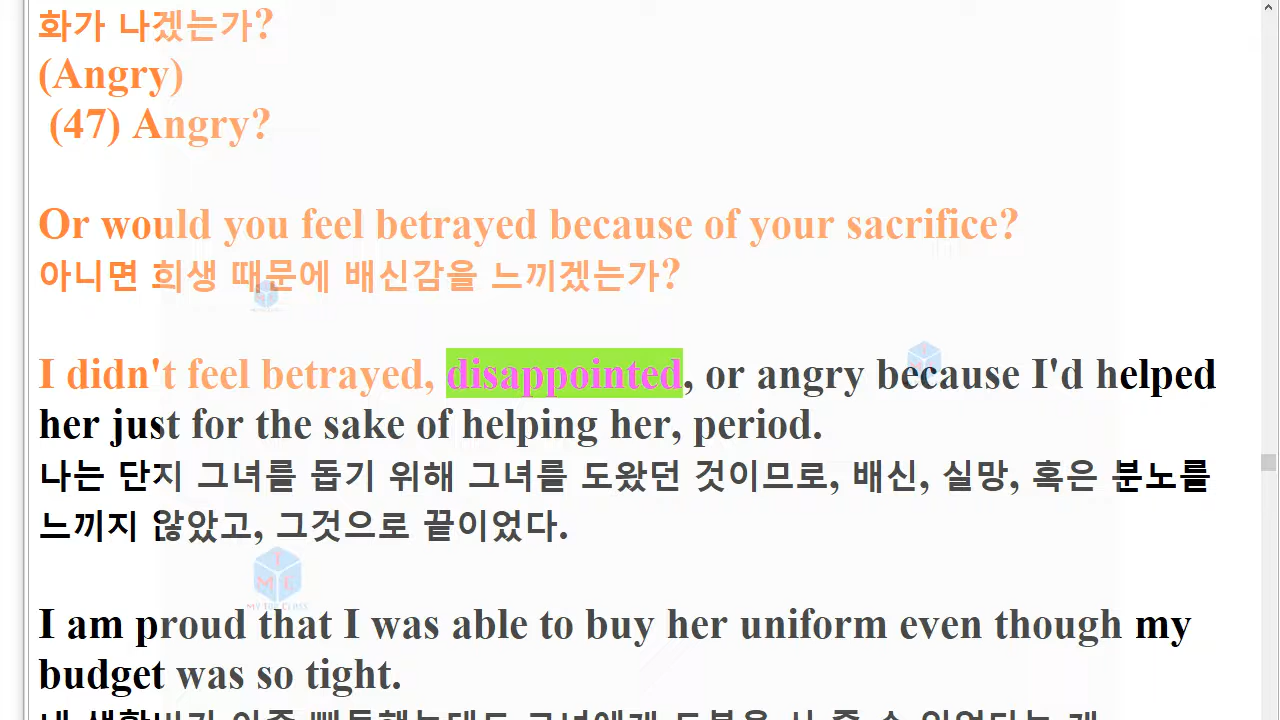 화가 나겠는가?
(Angry)
(47) Angry?
Or would you feel betrayed because of your sacrifice?
아니면 희생 때문에 배신감을 느끼겠는가?
I didn't feel betrayed, disappointed, or angry because I'd helped
her just for the sake of helping her, period.
나는 단지 그녀를 돕기 위해 그녀를 도왔던 것이므로, 배신, 실망, 혹은 분노를
느끼지 않았고, 그것으로 끝이었다.
I am proud that I was able to buy her uniform even though my
budget was so tight.